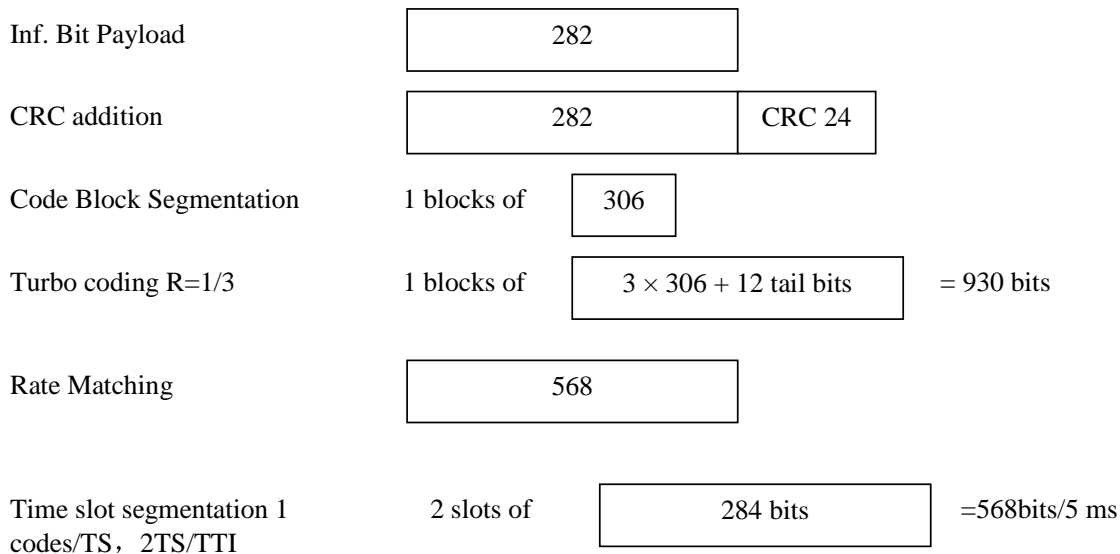 Inf. Bit Payload 282
CRC addition 282 CRC 24
Code Block Segmentation 1 blocks of 306
Turbo coding R=1/3 1 blocks of 3 × 306 + 12 tail bits = 930 bits
Rate Matching 568
Time slot segmentation 1 2 slots of 284 bits =568bits/5 ms
codes/TS，2TS/TTI